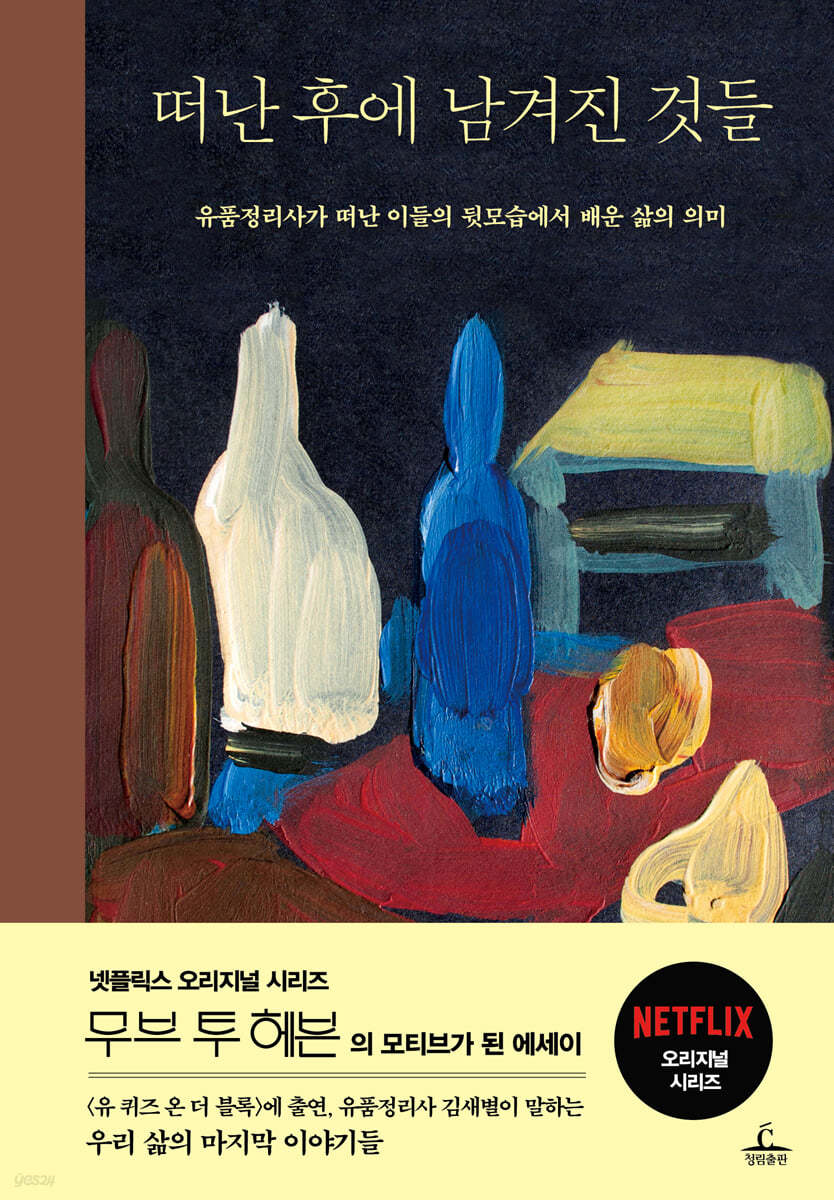 떠난 후에 남겨진 것들
유품정리사가 떠난 이들의 뒷모습에서 배운 삶의 의미
넷플릭스 오리지널 시리즈
무브 투 헤븐의 모티브가 된 에세이
〈유 퀴즈 온 더 블록〉에 출연, 유품정리사 김새별이 말하는
우리 삶의 마지막 이야기들
NETFLIX
오리지널
시리즈
Ć
청림출판
yes24